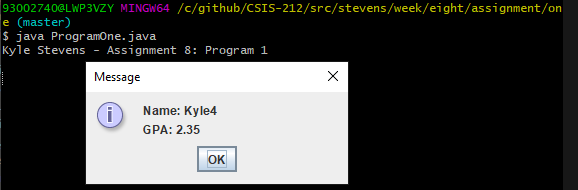 93002740@LWP3VZY MINGW64 /c/github/CSIS-212/src/stevens/week/eight/assignment/on
e (master)
$ java ProgramOne.java
Kyle Stevens - Assignment 8: Program 1
Message
Name: Kyle4
GPA: 2.35
OK